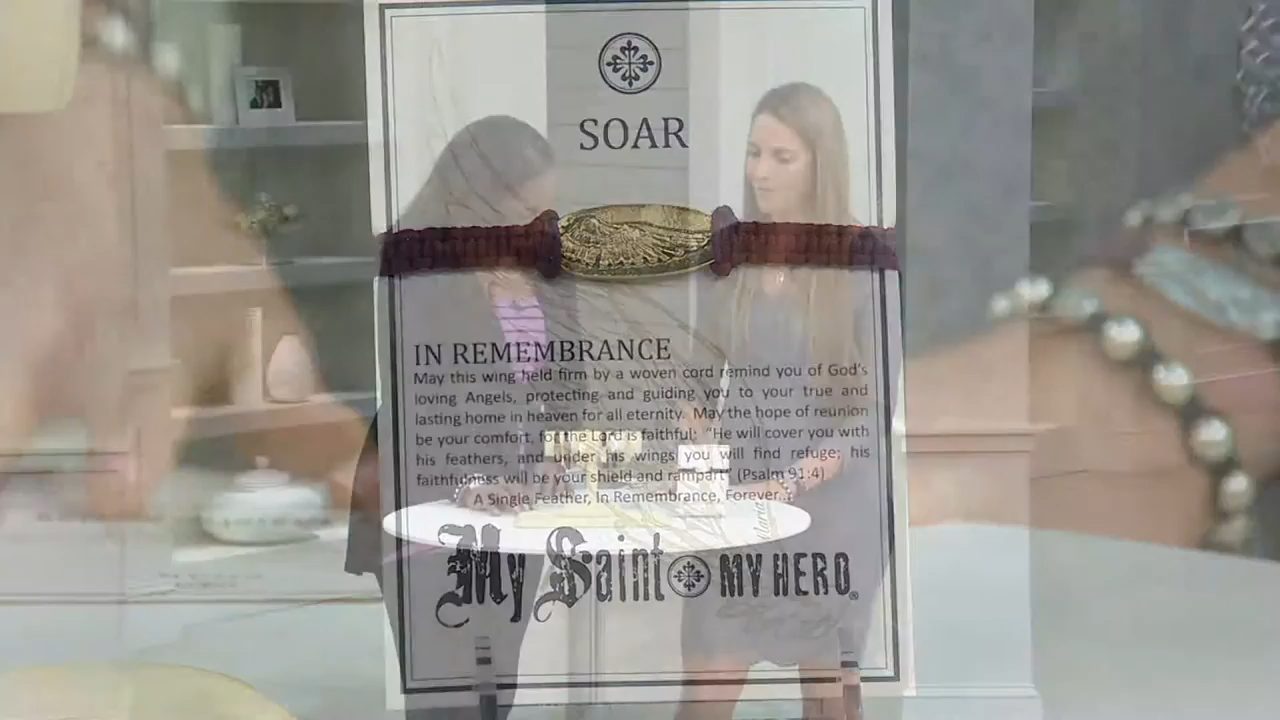 SOAR
IN REMEMBRANCE
May this wing held firm by a woven cord remind you of God's
loving Angels, protecting and guiding you to your true and
lasting home in heaven for all eternity. May the hope of reunion
be your comfort, for the Lord is faithful: "He will cover you with
his feathers, and under his wings you will find refuge; his
faithfulness will be your shield and rampart" (Psalm 91:4)
A Single Feather, In Remembrance, Forever...
My Saint MY HERO®
Maria